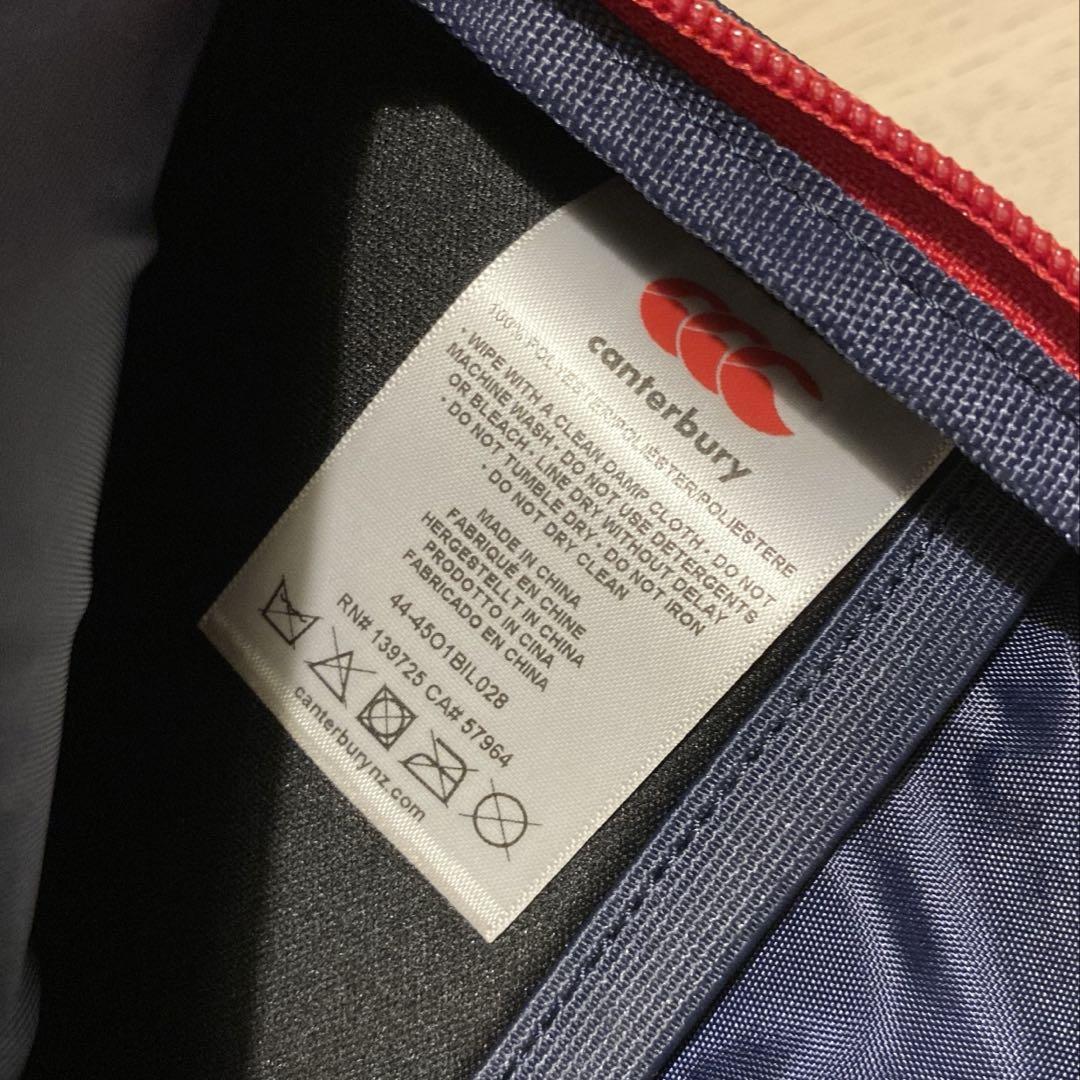 canterbury
100% POLYESTER/POLIESTER/POLIESTERE
• WIPE WITH A CLEAN DAMP CLOTH • DO NOT
MACHINE WASH • DO NOT USE DETERGENTS
OR BLEACH • LINE DRY WITHOUT DELAY
• DO NOT TUMBLE DRY • DO NOT IRON
• DO NOT DRY CLEAN
MADE IN CHINA
FABRIQUÉ EN CHINE
HERGESTELLT IN CHINA
PRODOTTO IN CINA
FABRICADO EN CHINA
44-45O1BIL028
RN# 139725 CA# 57964
canterburynz.com